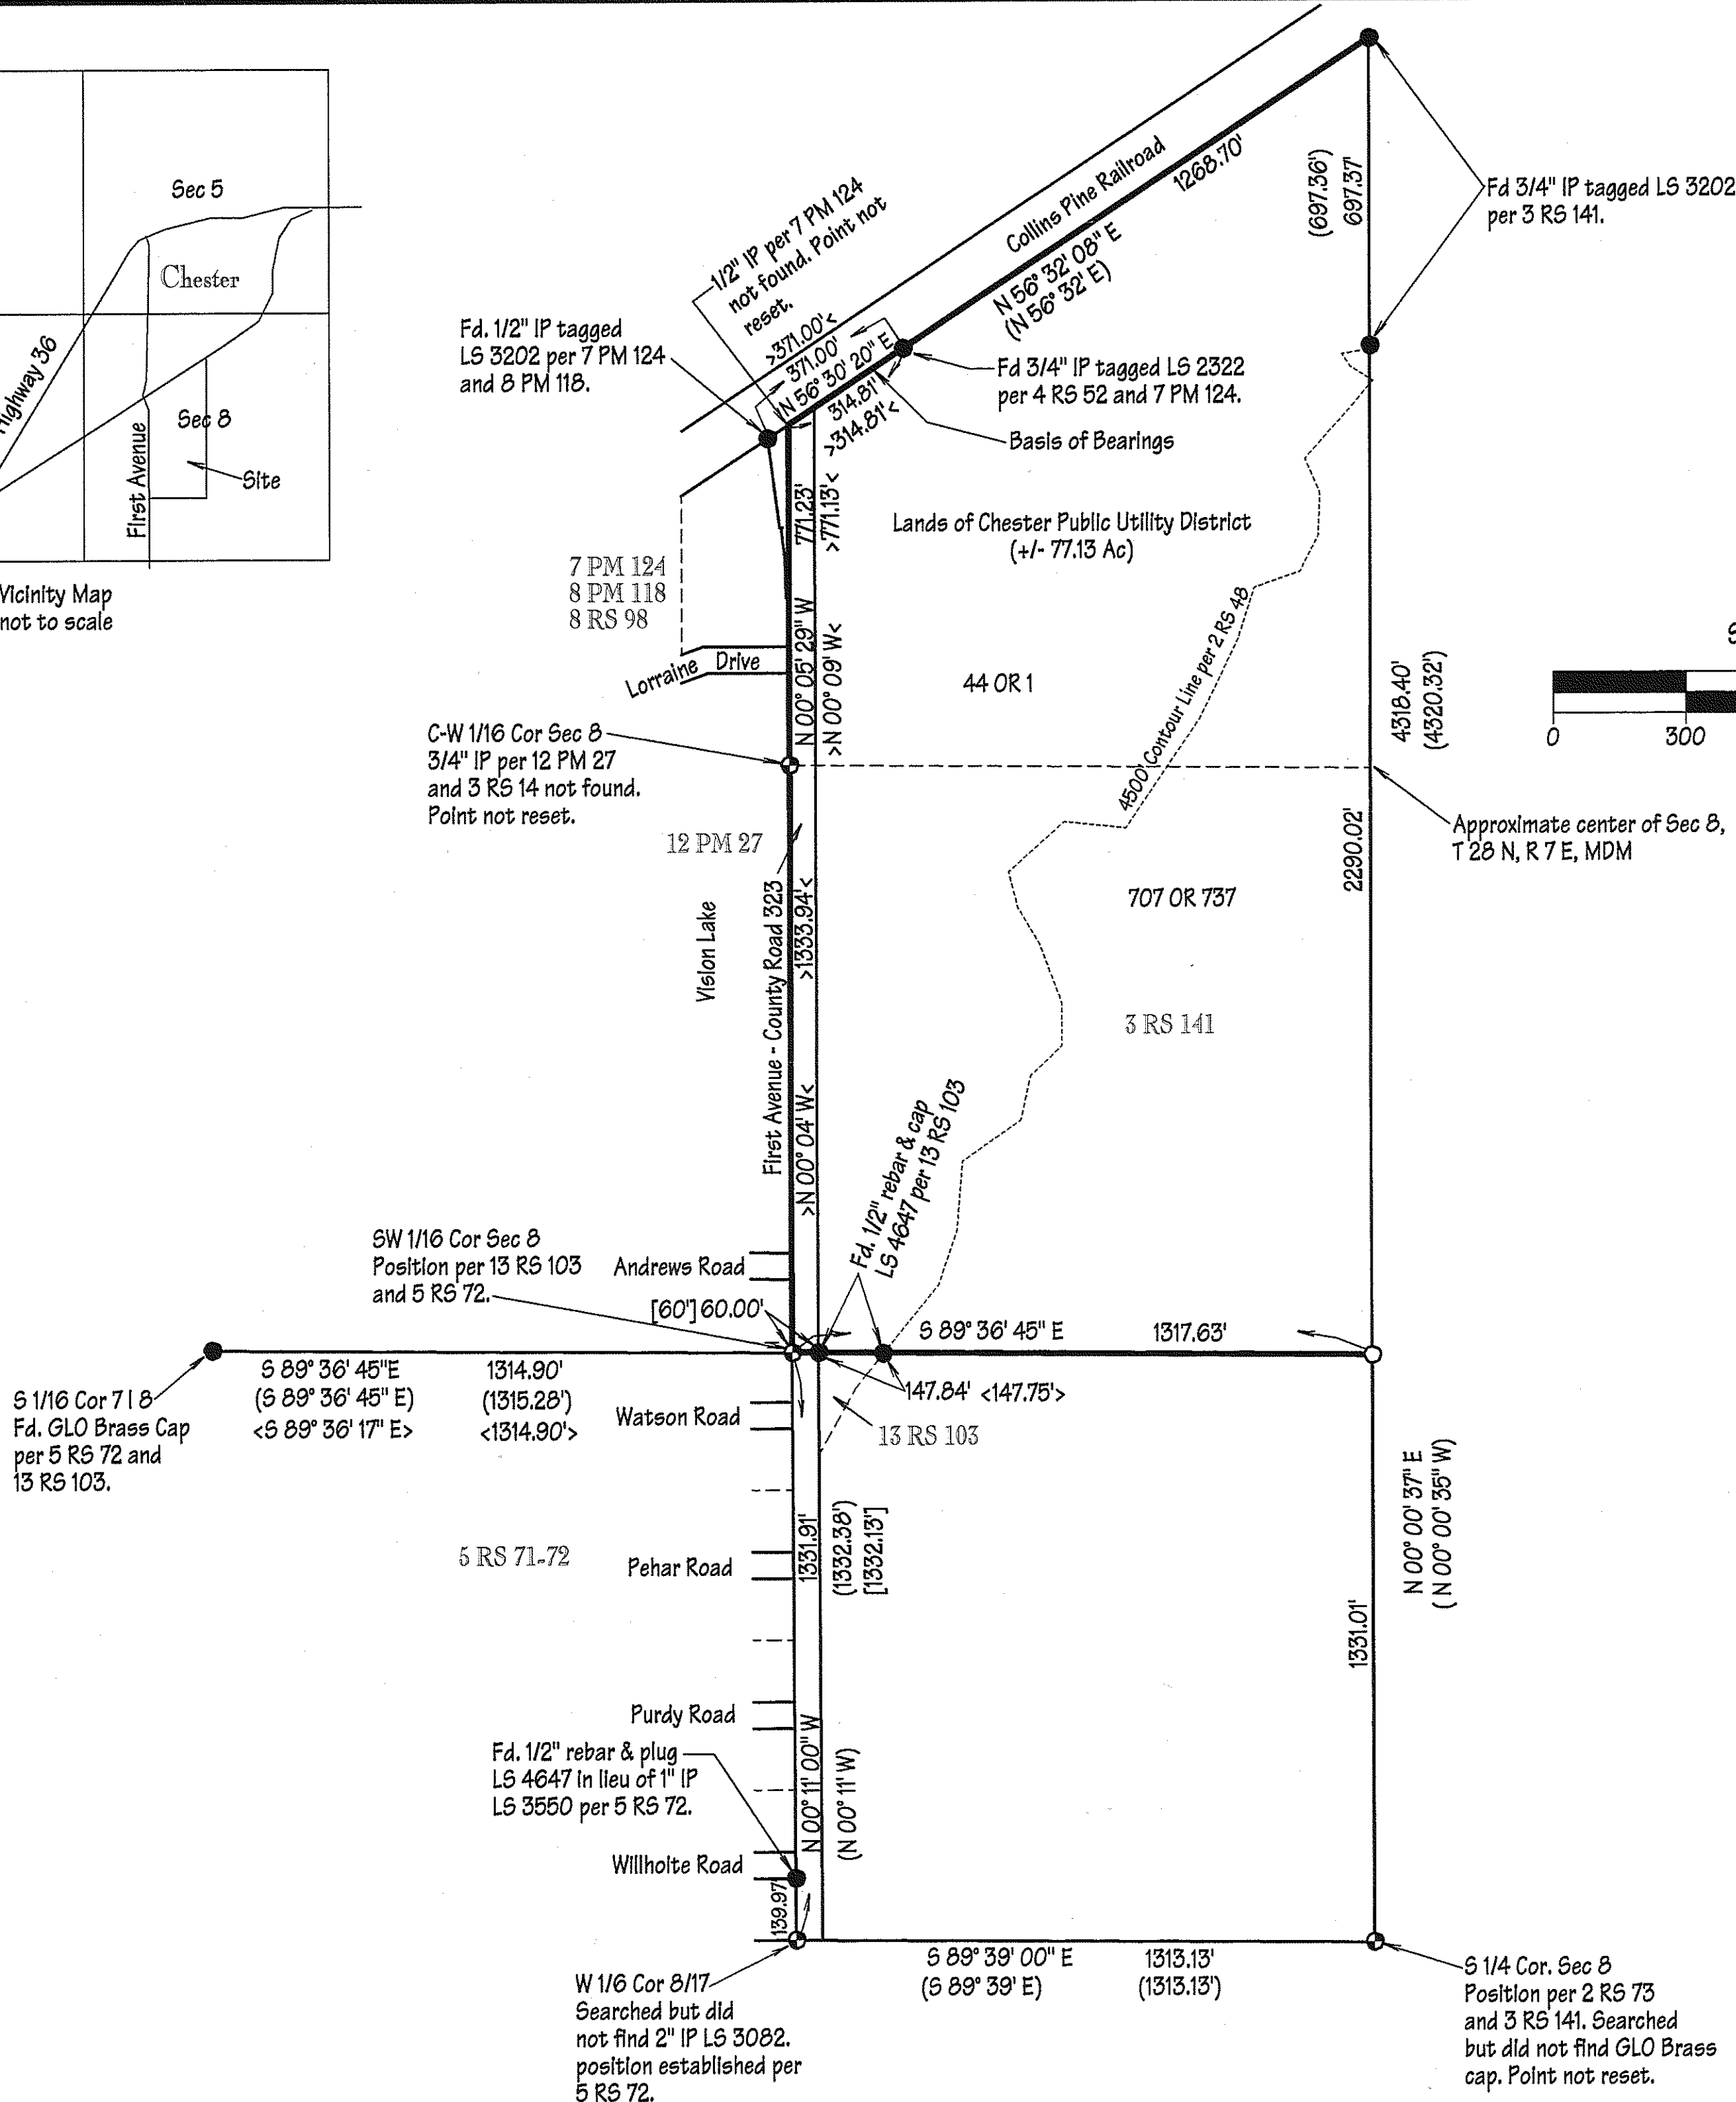 Sec 5
Chester
Highway 36
Sec 8
First Avenue
Site
Vicinity Map
not to scale
Collins Pine Railroad
1268.70'
N 56° 32' 08" E
(N 56° 32' E)
(697.36')
697.37'
Fd 3/4" IP tagged LS 3202
per 3 RS 141.
1/2" IP per 7 PM 124
not found. Point not
reset.
Fd. 1/2" IP tagged
LS 3202 per 7 PM 124
and 8 PM 118.
>371.00'<
371.00'
N 56° 30' 20" E
314.81'
>314.81'<
Fd 3/4" IP tagged LS 2322
per 4 RS 52 and 7 PM 124.
Basis of Bearings
Lands of Chester Public Utility District
(+/- 77.13 Ac)
771.23'
>771.13'<
7 PM 124
8 PM 118
8 RS 98
N 00° 05' 29" W
>N 00° 09' W<
Lorraine Drive
44 OR 1
4500' Contour Line per 2 RS 48
4318.40'
(4320.32')
S
0
300
C-W 1/16 Cor Sec 8
3/4" IP per 12 PM 27
and 3 RS 14 not found.
Point not reset.
Approximate center of Sec 8,
T 28 N, R 7 E, MDM
12 PM 27
2290.02'
707 OR 737
Vision Lake
First Avenue - County Road 323
>1333.94'<
3 RS 141
>N 00° 04' W<
Fd. 1/2" rebar & cap
LS 4647 per 13 RS 103
SW 1/16 Cor Sec 8
Position per 13 RS 103
and 5 RS 72.
Andrews Road
[60'] 60.00'
S 89° 36' 45" E 1317.63'
S 89° 36' 45"E 1314.90'
(S 89° 36' 45" E) (1315.28')
<S 89° 36' 17" E> <1314.90'>
S 1/16 Cor 7 | 8
Fd. GLO Brass Cap
per 5 RS 72 and
13 RS 103.
147.84' <147.75'>
Watson Road
13 RS 103
1331.91'
(1332.38')
[1332.13']
N 00° 00' 37" E
(N 00° 00' 35" W)
5 RS 71-72
Pehar Road
1331.01'
Purdy Road
Fd. 1/2" rebar & plug
LS 4647 in lieu of 1" IP
LS 3550 per 5 RS 72.
N 00° 11' 00" W
(N 00° 11' W)
Willhoite Road
139.97'
S 89° 39' 00" E 1313.13'
(S 89° 39' E) (1313.13')
W 1/6 Cor 8/17
Searched but did
not find 2" IP LS 3082.
position established per
5 RS 72.
S 1/4 Cor. Sec 8
Position per 2 RS 73
and 3 RS 141. Searched
but did not find GLO Brass
cap. Point not reset.